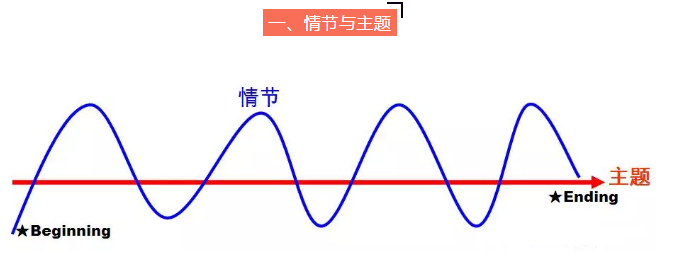 一、情节与主题
情节
主题
★Ending
★Beginning